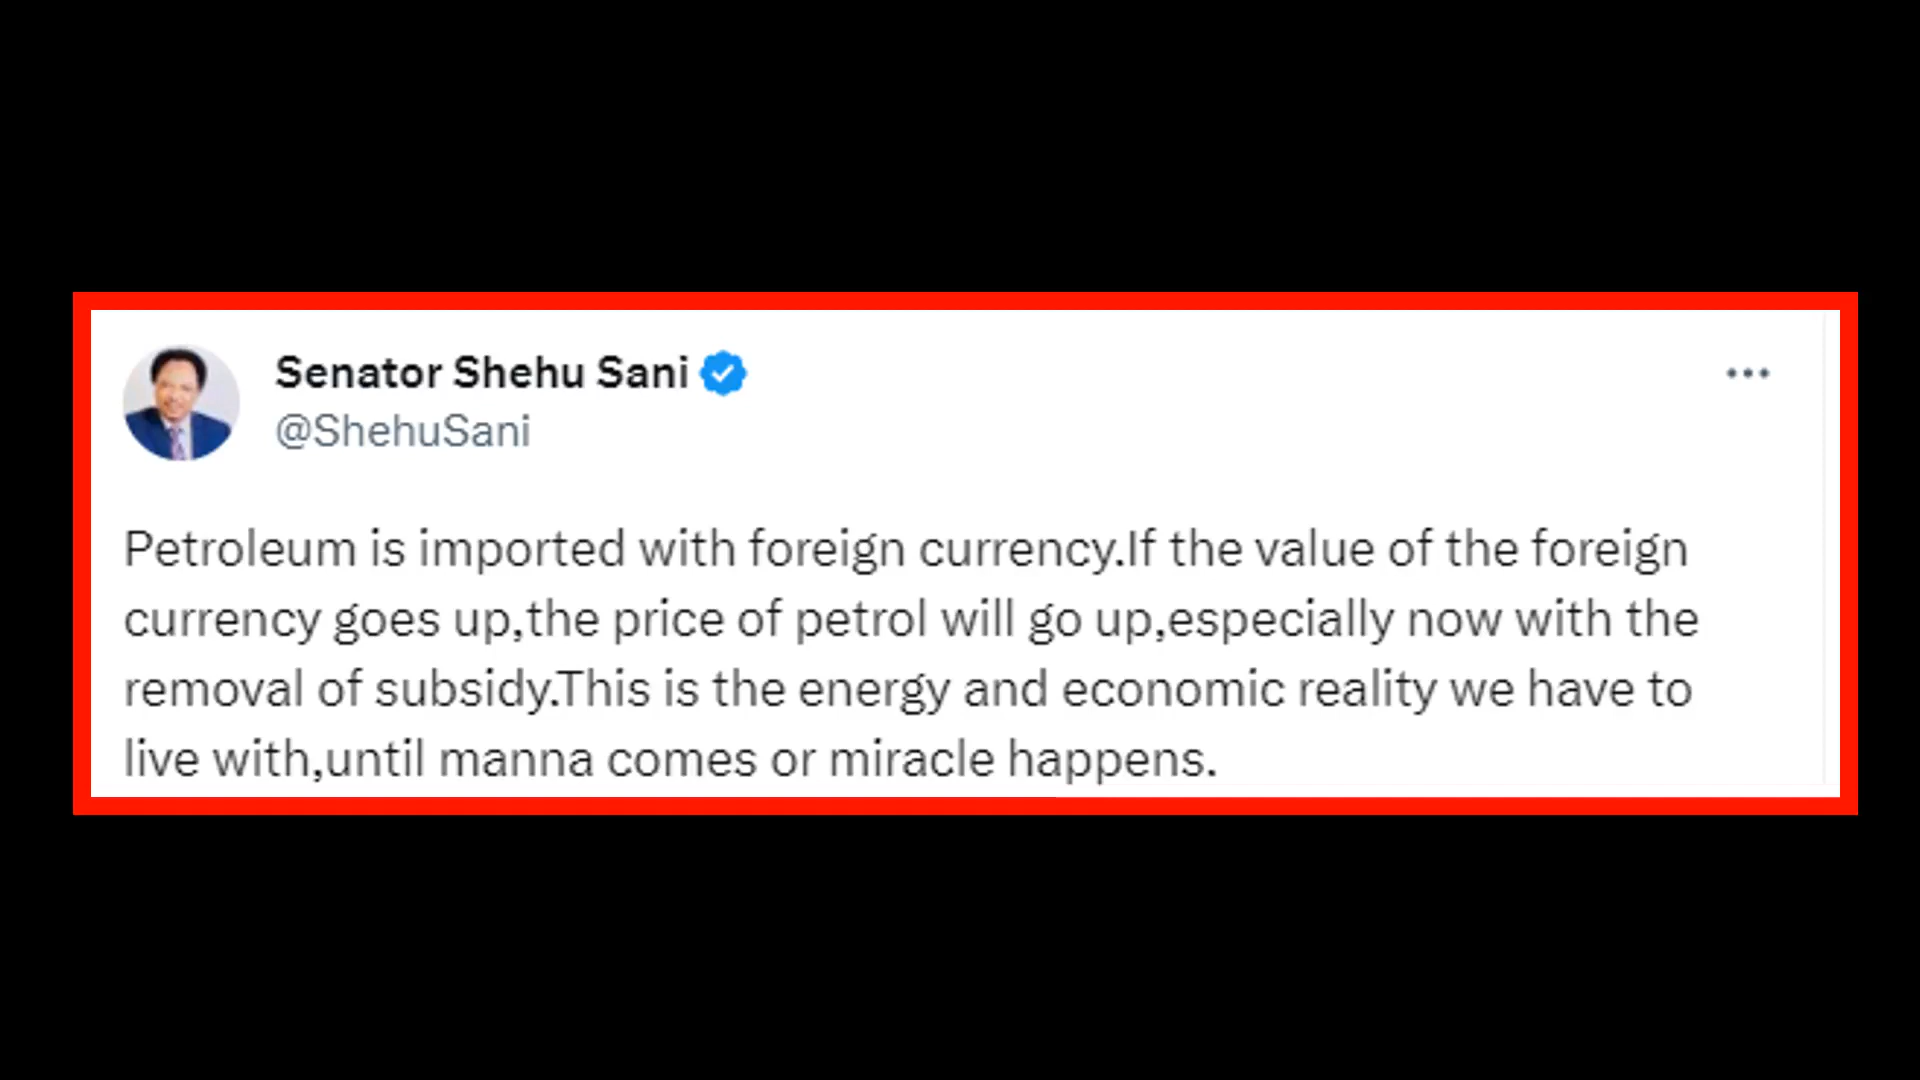 Senator Shehu Sani
@ShehuSani
Petroleum is imported with foreign currency.If the value of the foreign
currency goes up,the price of petrol will go up,especially now with the
removal of subsidy.This is the energy and economic reality we have to
live with,until manna comes or miracle happens.